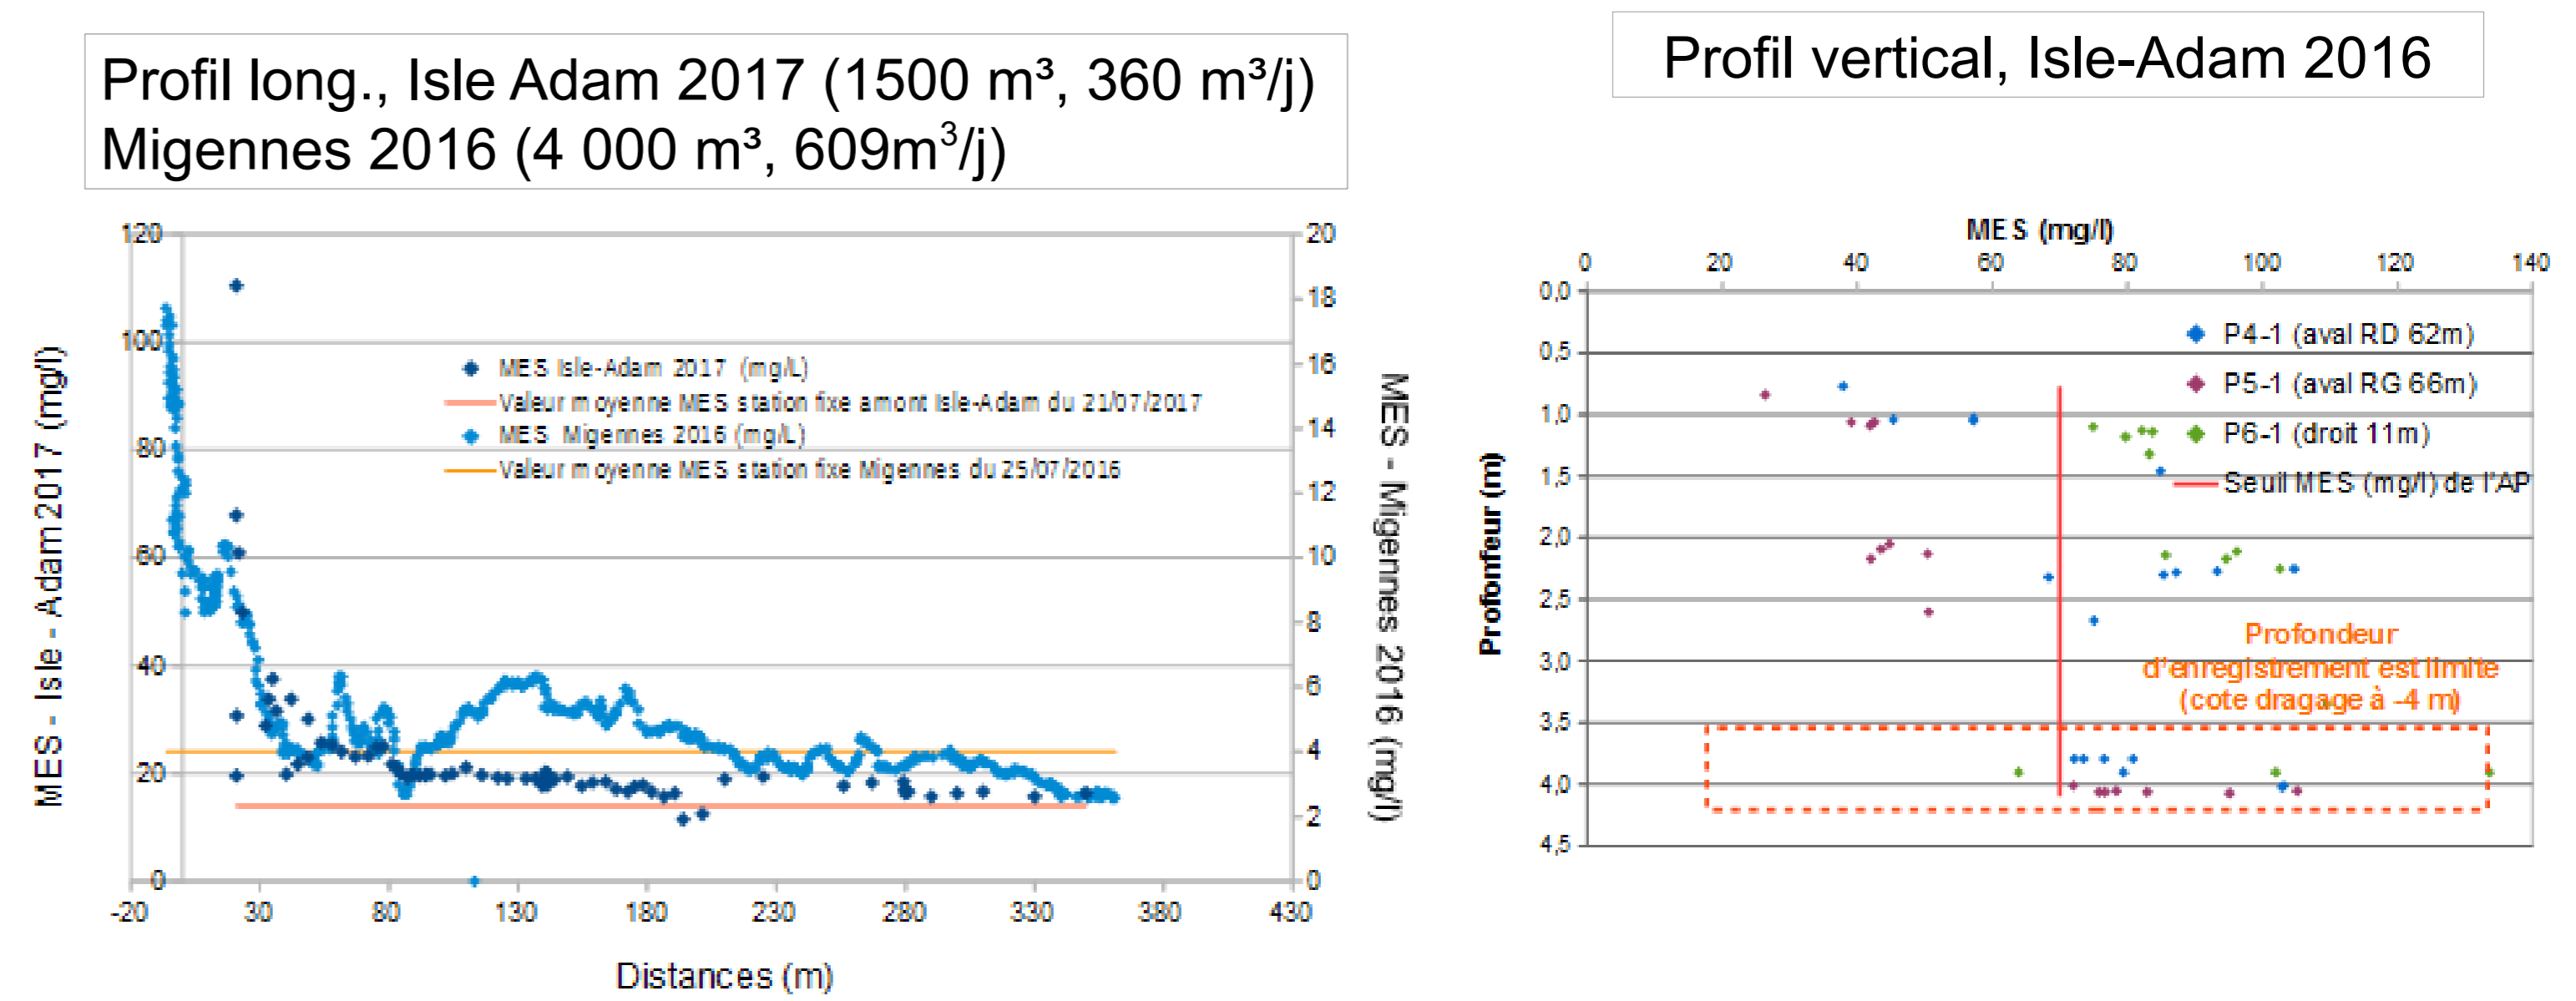 Profil long., Isle Adam 2017 (1500 m³, 360 m³/j)
Migennes 2016 (4 000 m³, 609m³/j)
Profil vertical, Isle-Adam 2016
120
100
80
60
40
20
0
20
18
16
14
12
10
8
6
4
2
0
MES - Isle - Adam 2017 (mg/l)
MES - Migennes 2016 (mg/l)
MES Isle-Adam 2017 (mg/L)
Valeur moyenne MES station fixe amont Isle-Adam du 21/07/2017
MES Migennes 2016 (mg/L)
Valeur moyenne MES station fixe Migennes du 25/07/2016
-20 30 80 130 180 230 280 330 380 430
Distances (m)
MES (mg/l)
0 20 40 60 80 100 120 140
0,0
0,5
1,0
1,5
2,0
2,5
3,0
3,5
4,0
4,5
Profonfeur (m)
P4-1 (aval RD 62m)
P5-1 (aval RG 66m)
P6-1 (droit 11m)
Seuil MES (mg/l) de l'AP
Profondeur
d'enregistrement est limite
(cote dragage à -4 m)